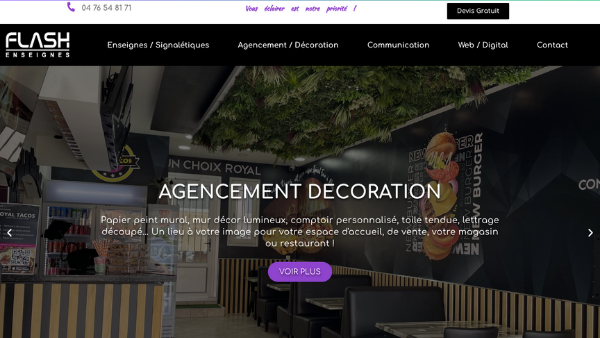 04 76 54 81 71
Vous éclairer est notre priorité !
Devis Gratuit
FLASH
ENSEIGNES
Enseignes / Signalétiques
Agencement / Décoration
Communication
Web / Digital
Contact
UN CHOIX ROYAL
ROYAL TACOS
NEW BURGER
AGENCEMENT DECORATION
Papier peint mural, mur décor lumineux, comptoir personnalisé, toile tendue, lettrage
découpé... Un lieu à votre image pour votre espace d'accueil, de vente, votre magasin
ou restaurant !
VOIR PLUS